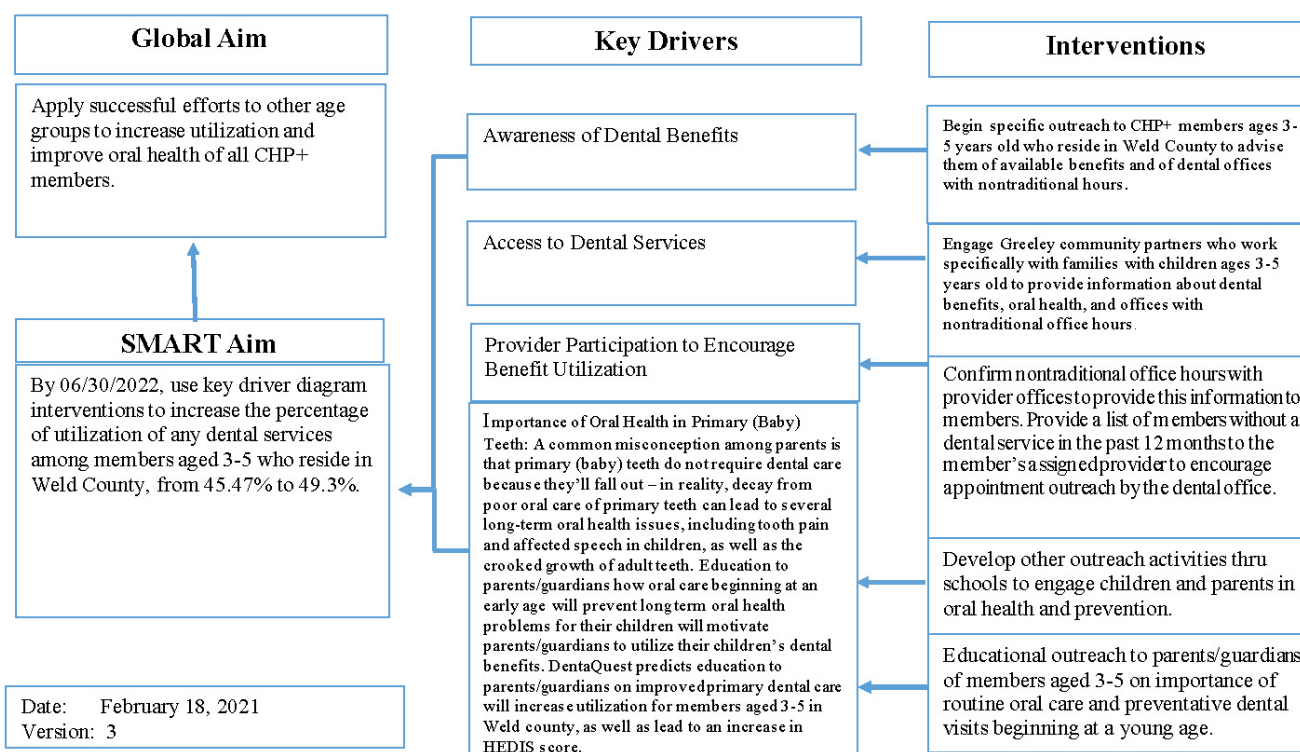 Global Aim
Apply successful efforts to other age
groups to increase utilization and
improve oral health of all CHP+
members.
SMART Aim
By 06/30/2022, use key driver diagram
interventions to increase the percentage
of utilization of any dental services
among members aged 3-5 who reside in
Weld County, from 45.47% to 49.3%.
Date: February 18, 2021
Version: 3
Key Drivers
Awareness of Dental Benefits
Access to Dental Services
Provider Participation to Encourage
Benefit Utilization
Importance of Oral Health in Primary (Baby)
Teeth: A common misconception among parents is
that primary (baby) teeth do not require dental care
because they'll fall out – in reality, decay from
poor oral care of primary teeth can lead to several
long-term oral health issues, including tooth pain
and affected speech in children, as well as the
crooked growth of adult teeth. Education to
parents/guardians how oral care beginning at an
early age will prevent long term oral health
problems for their children will motivate
parents/guardians to utilize their children's dental
benefits. DentaQuest predicts education to
parents/guardians on improved primary dental care
will increase utilization for members aged 3-5 in
Weld county, as well as lead to an increase in
HEDIS score.
Interventions
Begin specific outreach to CHP+ members ages 3-
5 years old who reside in Weld County to advise
them of available benefits and of dental offices
with nontraditional hours.
Engage Greeley community partners who work
specifically with families with children ages 3-5
years old to provide information about dental
benefits, oral health, and offices with
nontraditional office hours.
Confirm nontraditional office hours with
provider offices to provide this information to
members. Provide a list of members without a
dental service in the past 12 months to the
member's assigned provider to encourage
appointment outreach by the dental office.
Develop other outreach activities thru
schools to engage children and parents in
oral health and prevention.
Educational outreach to parents/guardians
of members aged 3-5 on importance of
routine oral care and preventative dental
visits beginning at a young age.